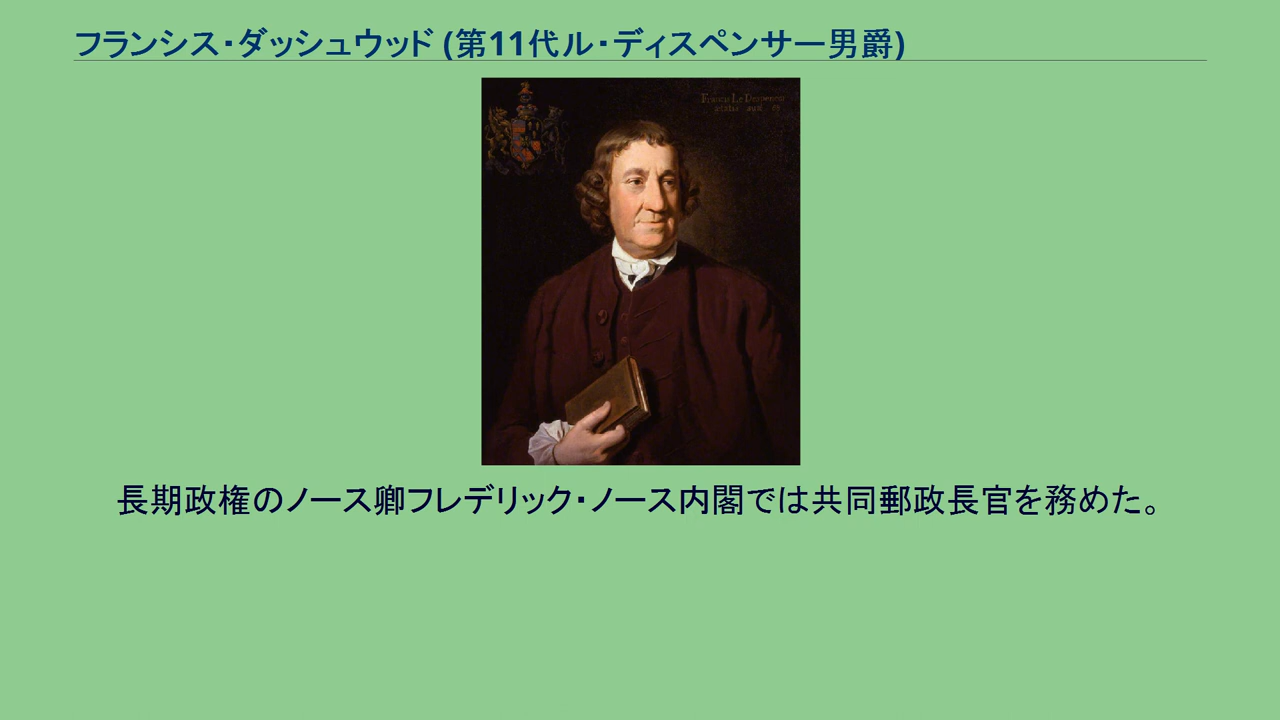 フランシス・ダッシュウッド (第11代ル・ディスペンサー男爵)
長期政権のノース卿フレデリック・ノース内閣では共同郵政長官を務めた。